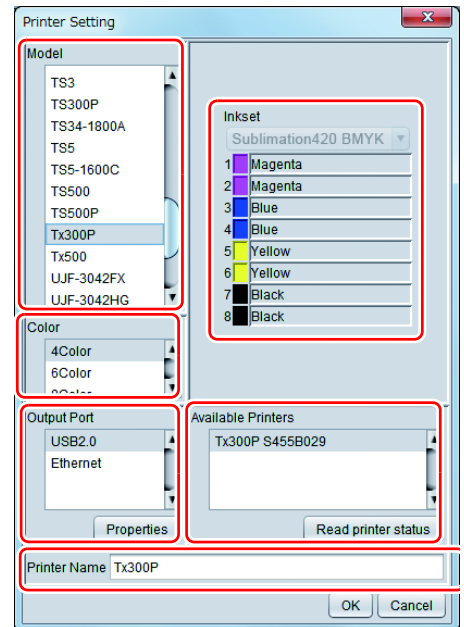 Printer Setting
Model
TS3
TS300P
TS34-1800A
TS5
TS5-1600C
TS500
TS500P
Tx300P
Tx500
UJF-3042FX
UJF-3042HG
Inkset
Sublimation420 BMYK
1 Magenta
2 Magenta
3 Blue
4 Blue
5 Yellow
6 Yellow
7 Black
8 Black
Color
4Color
6Color
Output Port
USB2.0
Ethernet
Properties
Available Printers
Tx300P S455B029
Read printer status
Printer Name Tx300P
OK Cancel